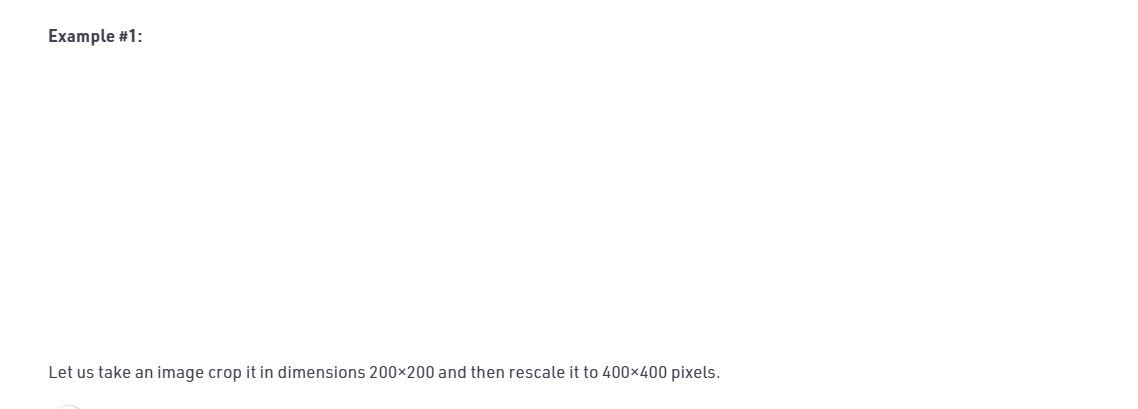 Example #1:
Let us take an image crop it in dimensions 200×200 and then rescale it to 400×400 pixels.